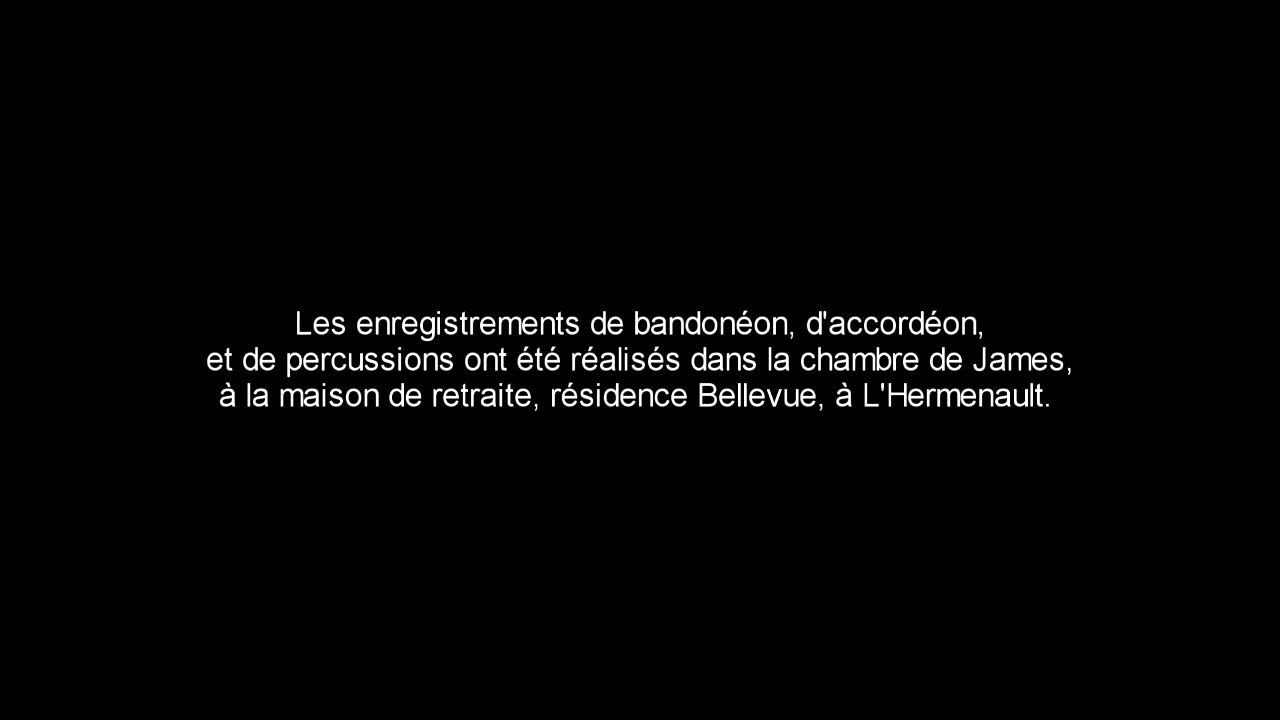 Les enregistrements de bandonéon, d'accordéon,
et de percussions ont été réalisés dans la chambre de James,
à la maison de retraite, résidence Bellevue, à L'Hermenault.